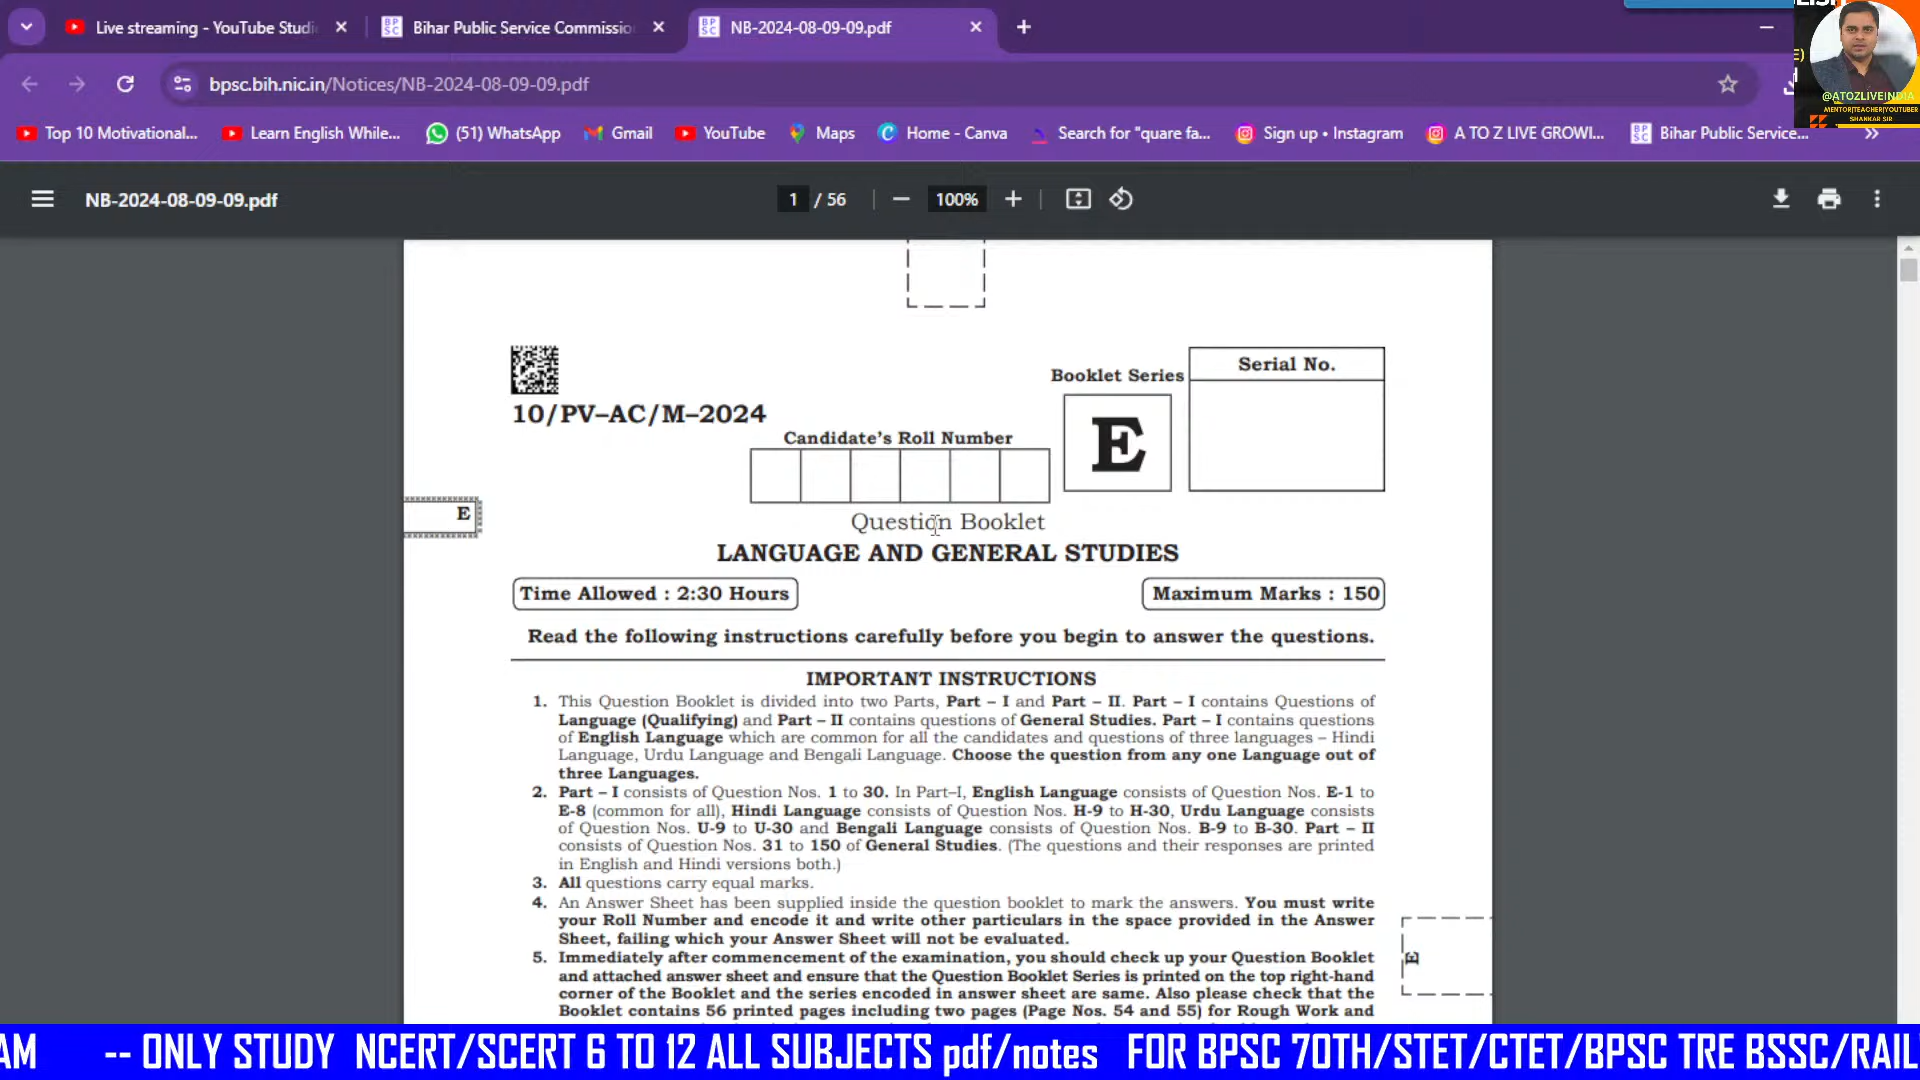 Live streaming - YouTube Studi
Bihar Public Service Commissio
NB-2024-08-09-09.pdf
bpsc.bih.nic.in/Notices/NB-2024-08-09-09.pdf
@ATOZLIVEINDIA
MENTOR|TEACHER|YOUTUBER
SHANKAR SIR
Top 10 Motivational...
Learn English While...
(51) WhatsApp
Gmail
YouTube
Maps
Home - Canva
Search for "quare fa...
Sign up • Instagram
A TO Z LIVE GROWI...
Bihar Public Service...
NB-2024-08-09-09.pdf
1 / 56
100%
10/PV–AC/M–2024
Candidate's Roll Number
Booklet Series
E
Serial No.
E
Question Booklet
LANGUAGE AND GENERAL STUDIES
Time Allowed : 2:30 Hours
Maximum Marks : 150
Read the following instructions carefully before you begin to answer the questions.
IMPORTANT INSTRUCTIONS
1. This Question Booklet is divided into two Parts, Part – I and Part – II. Part – I contains Questions of
Language (Qualifying) and Part – II contains questions of General Studies. Part – I contains questions
of English Language which are common for all the candidates and questions of three languages – Hindi
Language, Urdu Language and Bengali Language. Choose the question from any one Language out of
three Languages.
2. Part – I consists of Question Nos. 1 to 30. In Part–I, English Language consists of Question Nos. E-1 to
E-8 (common for all), Hindi Language consists of Question Nos. H-9 to H-30, Urdu Language consists
of Question Nos. U-9 to U-30 and Bengali Language consists of Question Nos. B-9 to B-30. Part – II
consists of Question Nos. 31 to 150 of General Studies. (The questions and their responses are printed
in English and Hindi versions both.)
3. All questions carry equal marks.
4. An Answer Sheet has been supplied inside the question booklet to mark the answers. You must write
your Roll Number and encode it and write other particulars in the space provided in the Answer
Sheet, failing which your Answer Sheet will not be evaluated.
5. Immediately after commencement of the examination, you should check up your Question Booklet
and attached answer sheet and ensure that the Question Booklet Series is printed on the top right-hand
corner of the Booklet and the series encoded in answer sheet are same. Also please check that the
Booklet contains 56 printed pages including two pages (Page Nos. 54 and 55) for Rough Work and
E
AM -- ONLY STUDY NCERT/SCERT 6 TO 12 ALL SUBJECTS pdf/notes FOR BPSC 70TH/STET/CTET/BPSC TRE BSSC/RAIL